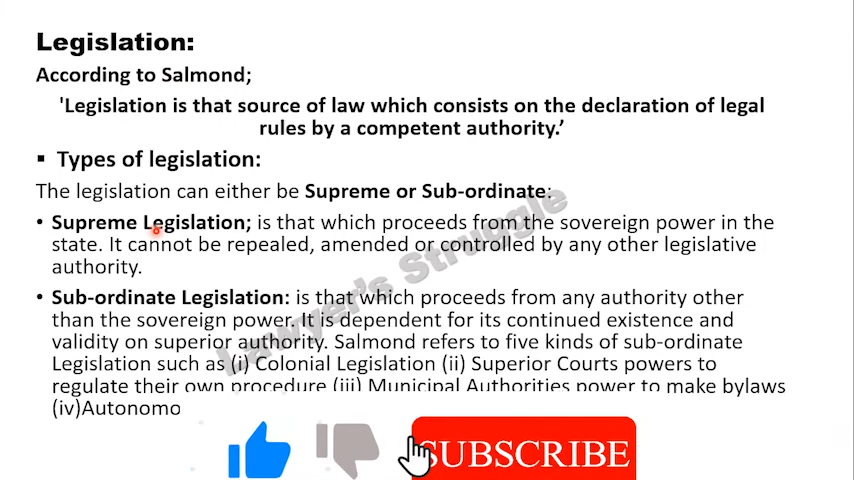 Legislation:
According to Salmond;
'Legislation is that source of law which consists on the declaration of legal
rules by a competent authority.’
▪ Types of legislation:
The legislation can either be Supreme or Sub-ordinate:
• Supreme Legislation; is that which proceeds from the sovereign power in the
state. It cannot be repealed, amended or controlled by any other legislative
authority.
• Sub-ordinate Legislation: is that which proceeds from any authority other
than the sovereign power. It is dependent for its continued existence and
validity on superior authority. Salmond refers to five kinds of sub-ordinate
Legislation such as (i) Colonial Legislation (ii) Superior Courts powers to
regulate their own procedure (iii) Municipal Authorities power to make bylaws
(iv)Autonomo
Lawyer's Struggle
SUBSCRIBE